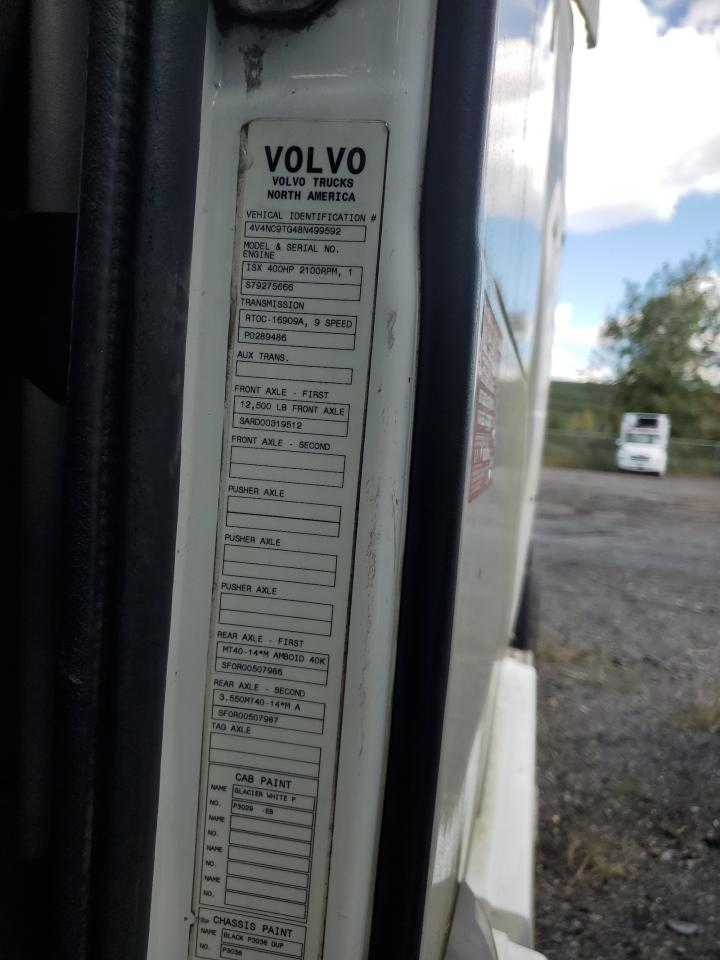 VOLVO
VOLVO TRUCKS
NORTH AMERICA
VEHICAL IDENTIFICATION #
4V4NC9TG48N499592
MODEL & SERIAL NO.
ENGINE
ISX 400HP 2100RPM, 1
S79275666
TRANSMISSION
RTOC-16909A, 9 SPEED
P0289486
AUX TRANS.
FRONT AXLE - FIRST
12,500 LB FRONT AXLE
SARD00319512
FRONT AXLE - SECOND
PUSHER AXLE
PUSHER AXLE
PUSHER AXLE
REAR AXLE - FIRST
MT40-14*M AMBOID 40K
SFOR00507986
REAR AXLE - SECOND
3.550MT40-14*M A
SFOR00507987
TAG AXLE
CAB PAINT
NAME GLACIER WHITE P
NO. P3029 -EB
NAME
NO.
NAME
NO.
NAME
NO.
CHASSIS PAINT
NAME BLACK P3036 DUP
NO. P3036